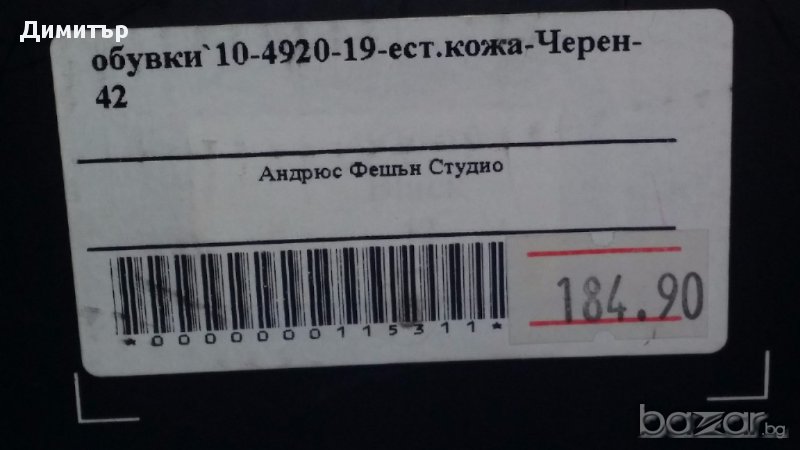 Димитър
обувки`10-4920-19-ест.кожа-Черен-
42
Андрюс Фешън Студио
*0000000115311*
184.90
bazar.bg